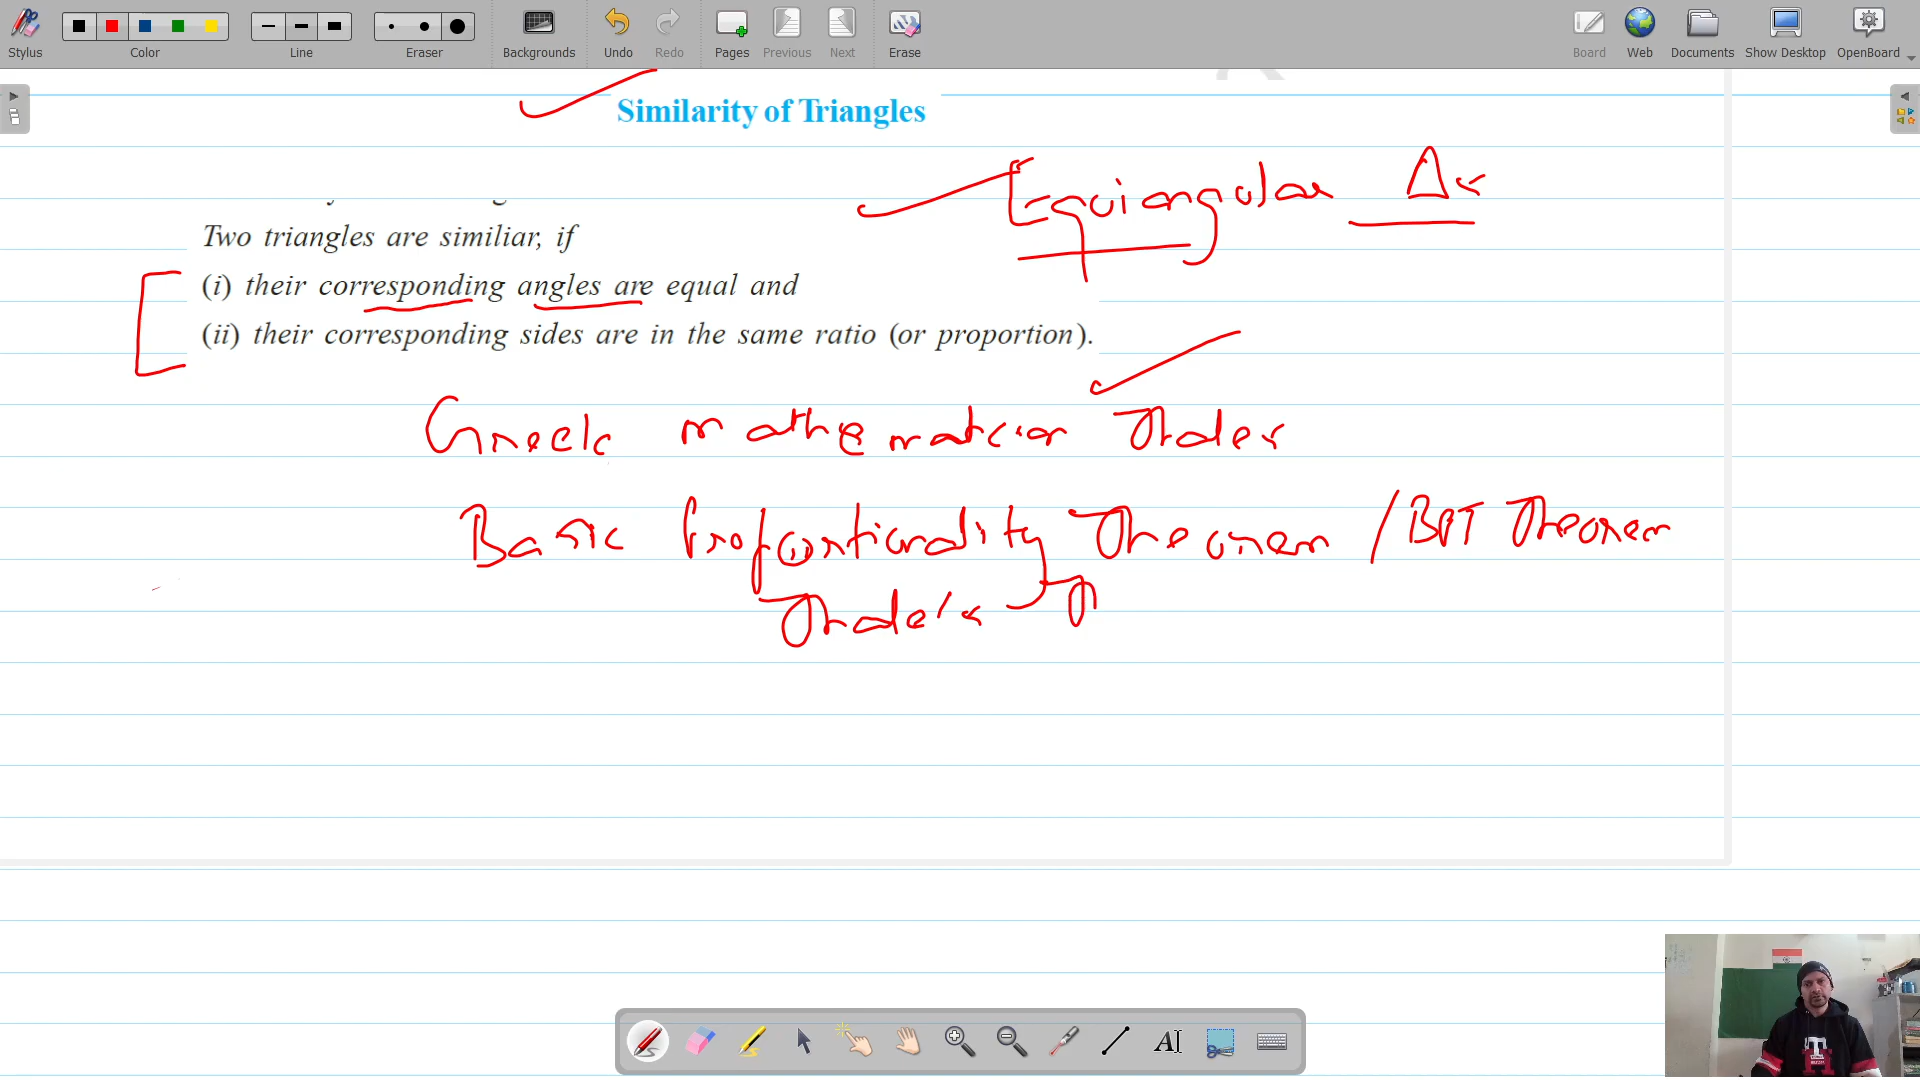 Stylus Color Line Eraser Backgrounds Undo Redo Pages Previous Next Erase Board Web Documents Show Desktop OpenBoard
Similarity of Triangles
Equiangular Δs
Two triangles are similiar, if
(i) their corresponding angles are equal and
(ii) their corresponding sides are in the same ratio (or proportion).
Greek mathematician Thales
Basic Proportionality Theorem / BPT Theorem
Thale's Th